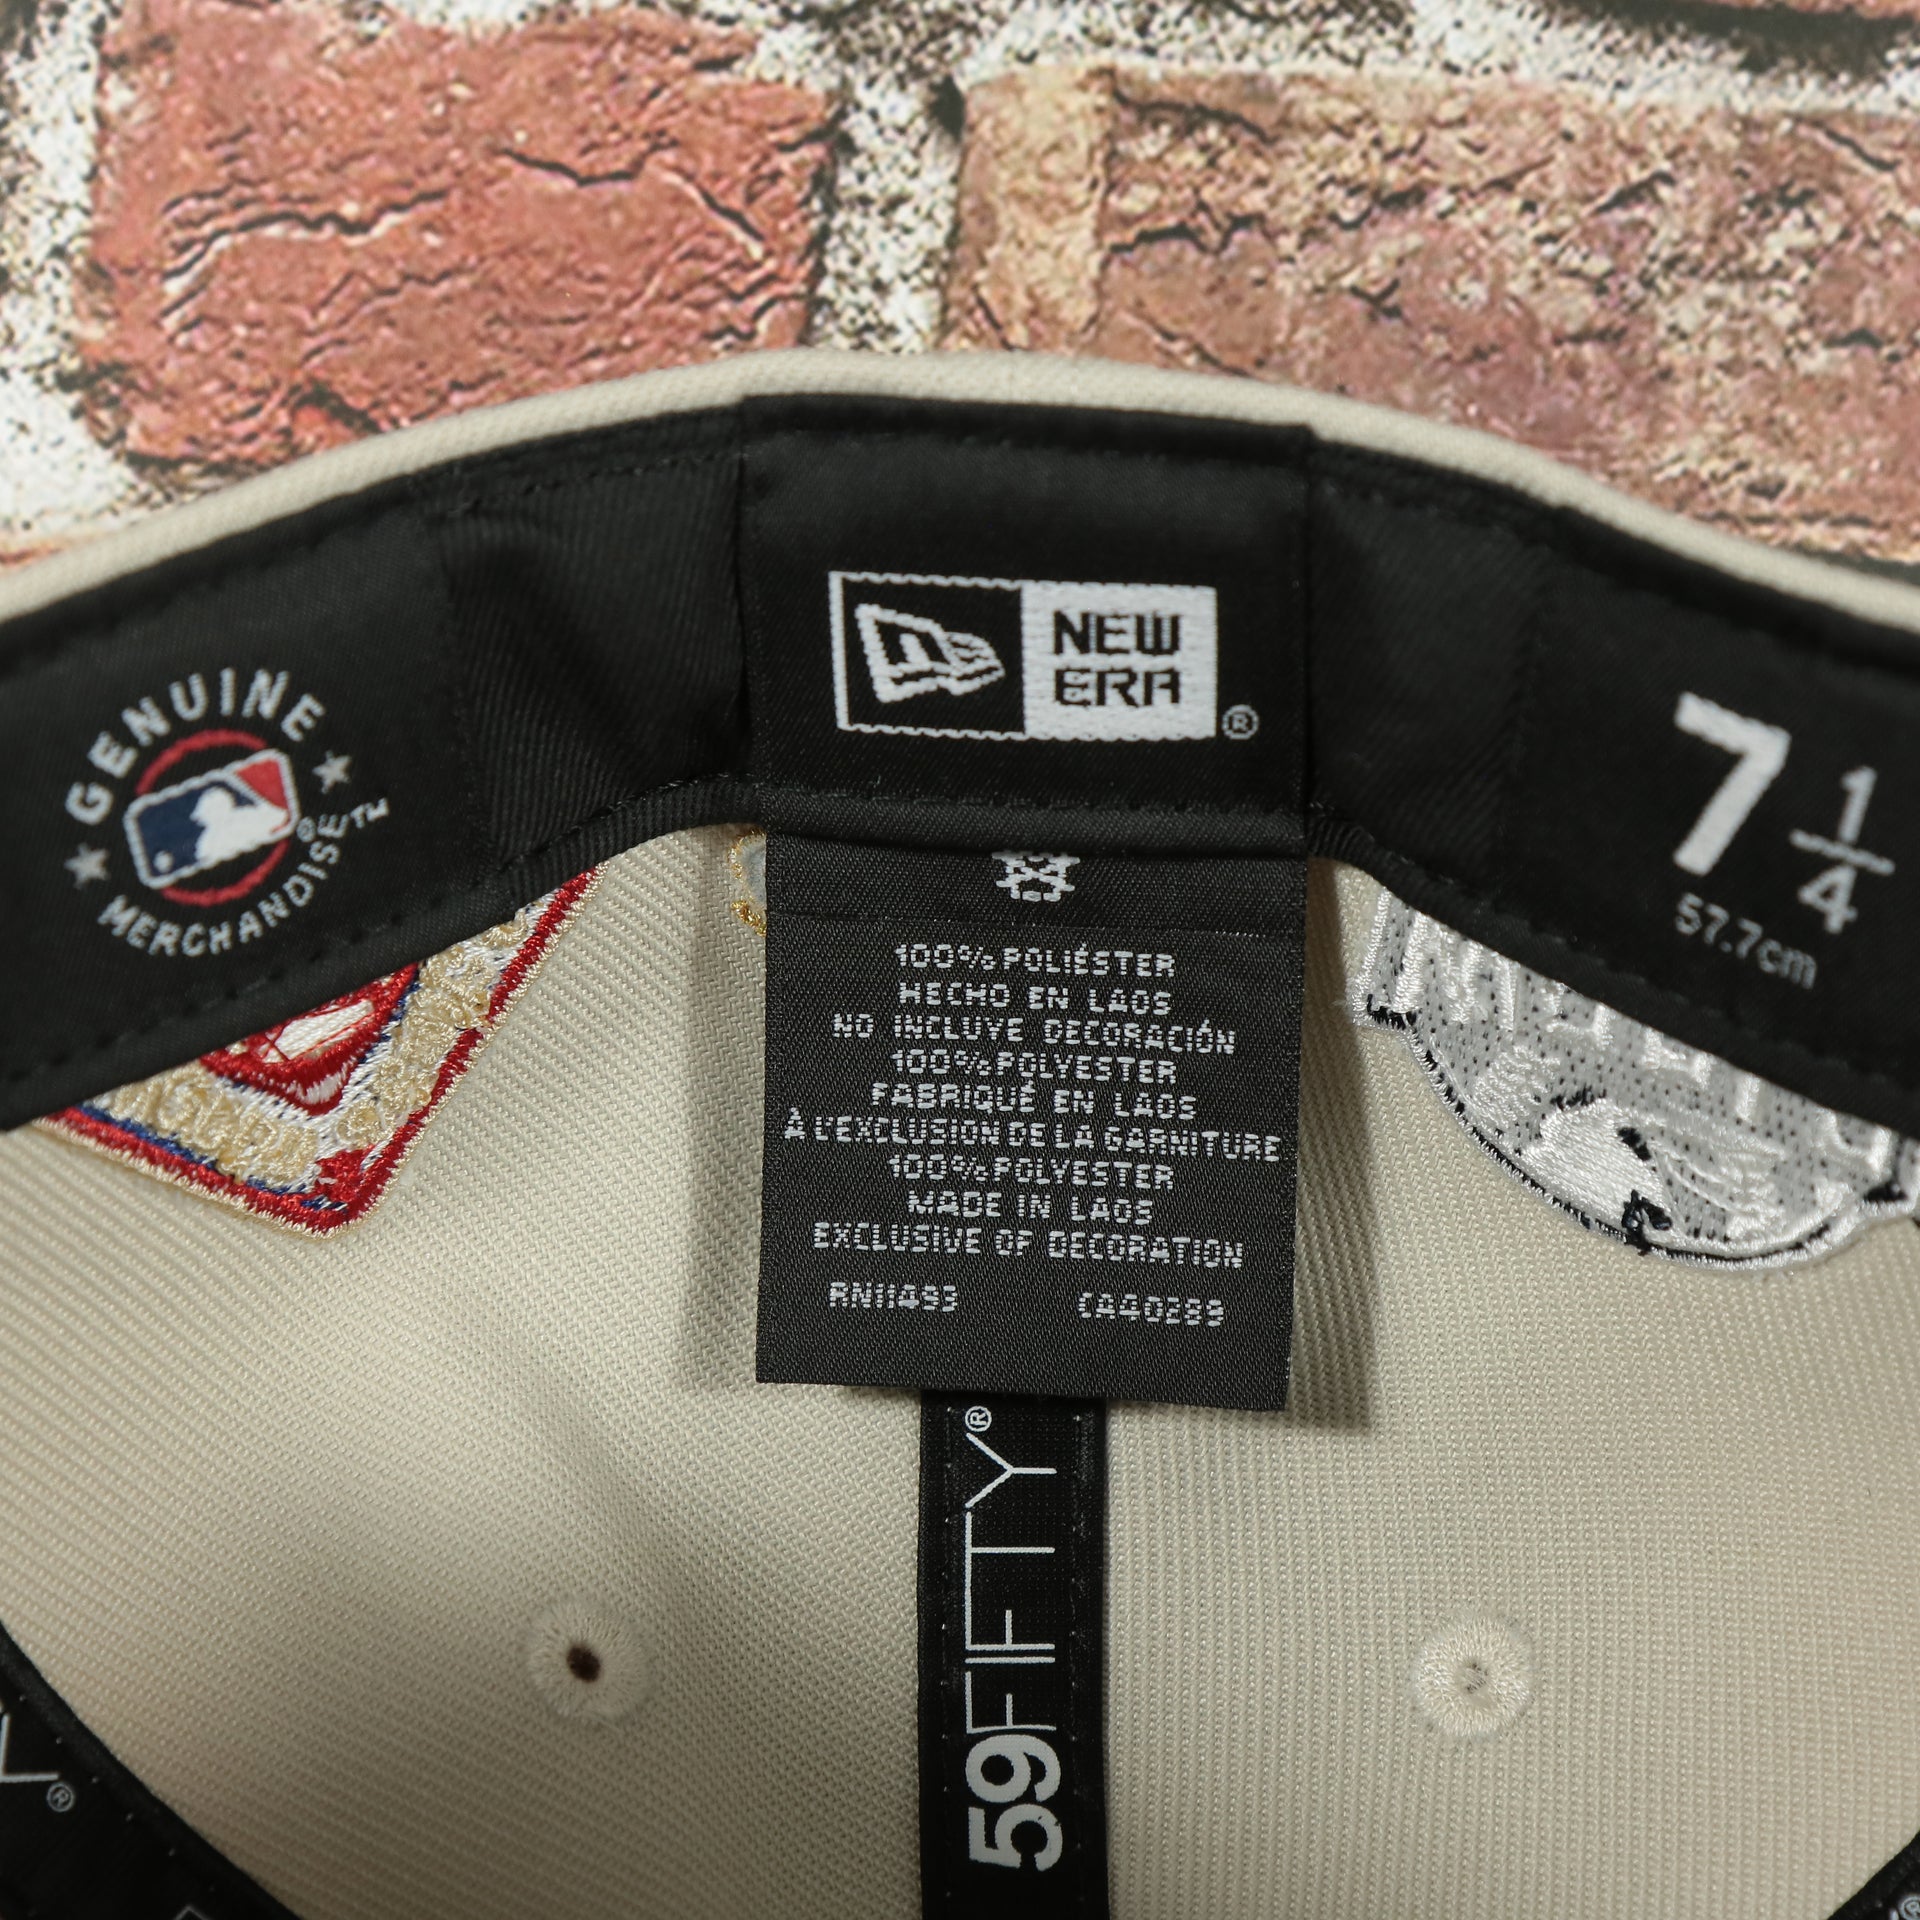 GENUINE
MERCHANDISE™
NEW
ERA®
7 1/4
57.7cm
100% POLIÉSTER
HECHO EN LAOS
NO INCLUYE DECORACIÓN
100% POLYESTER
FABRIQUÉ EN LAOS
À L'EXCLUSION DE LA GARNITURE
100% POLYESTER
MADE IN LAOS
EXCLUSIVE OF DECORATION
RN11493 CA40289
59FIFTY®